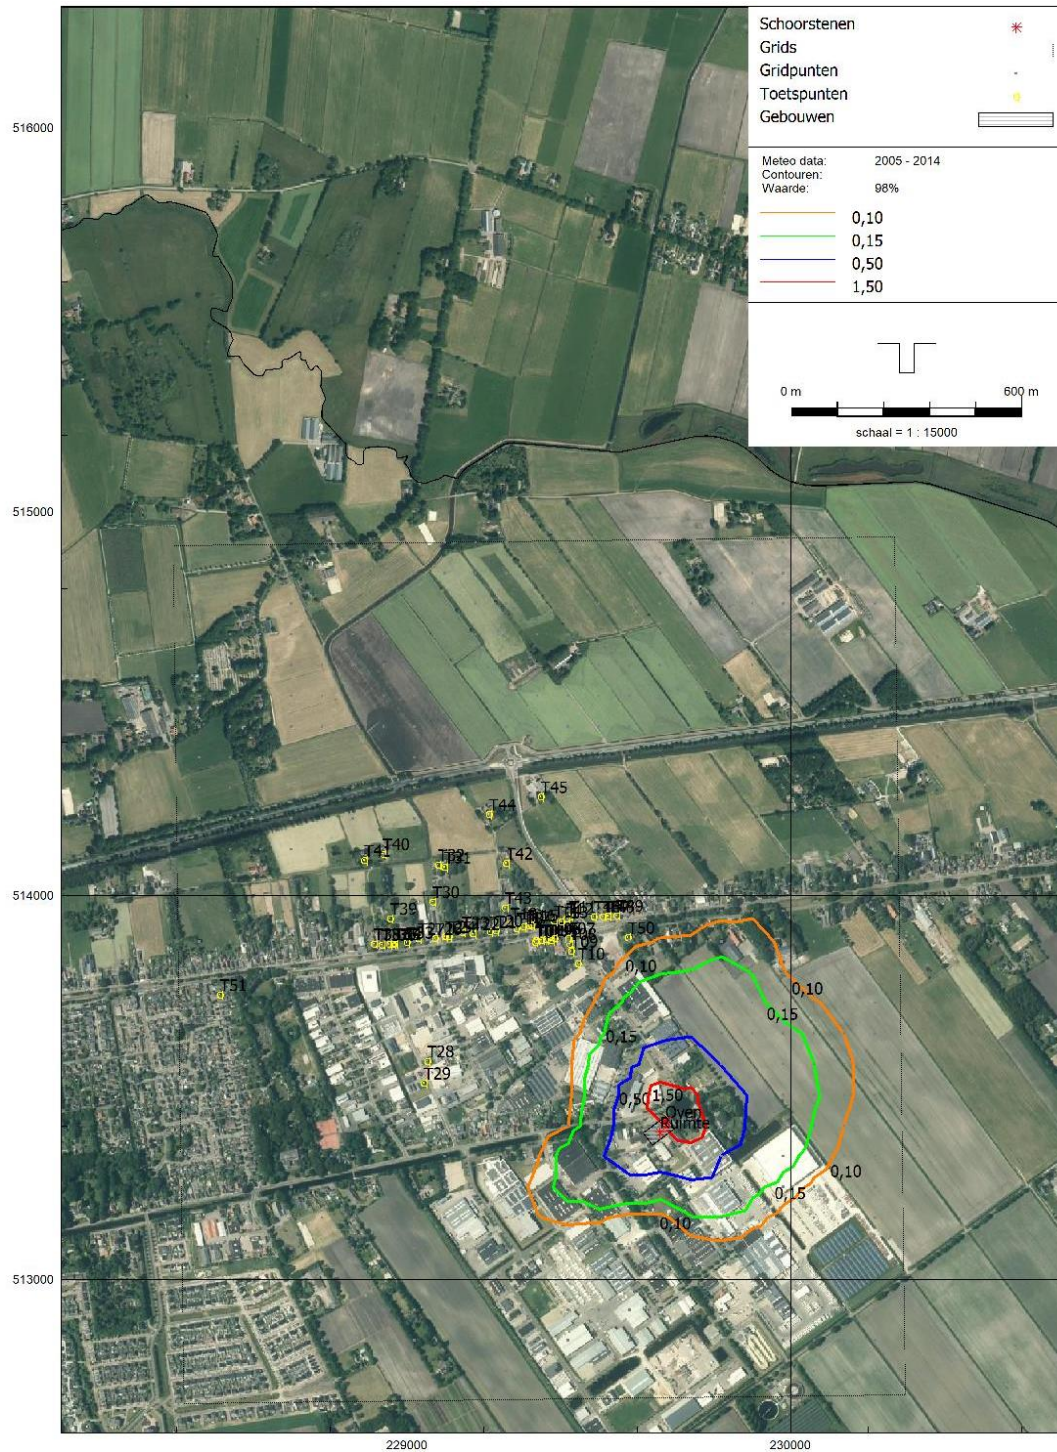 Schoorstenen
Grids
Gridpunten
Toetspunten
Gebouwen
Meteo data: 2005 - 2014
Contouren:
Waarde: 98%
0,10
0,15
0,50
1,50
0 m 600 m
schaal = 1 : 15000
516000
515000
514000
513000
229000 230000
T45
T44
T41 T40
T42
T30
T43
T39
T50
T10
T51
T28
T29
0,10
0,10
0,15
0,15
0,50 1,50
Oven
Ruimte
0,10
0,15
0,10